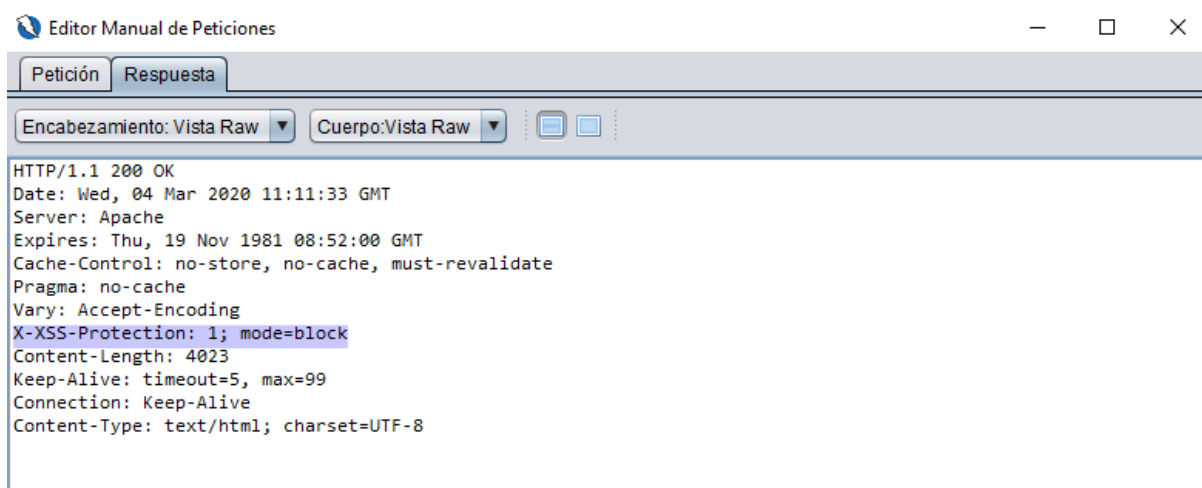 Editor Manual de Peticiones
Petición Respuesta
Encabezamiento: Vista Raw Cuerpo:Vista Raw
HTTP/1.1 200 OK
Date: Wed, 04 Mar 2020 11:11:33 GMT
Server: Apache
Expires: Thu, 19 Nov 1981 08:52:00 GMT
Cache-Control: no-store, no-cache, must-revalidate
Pragma: no-cache
Vary: Accept-Encoding
X-XSS-Protection: 1; mode=block
Content-Length: 4023
Keep-Alive: timeout=5, max=99
Connection: Keep-Alive
Content-Type: text/html; charset=UTF-8